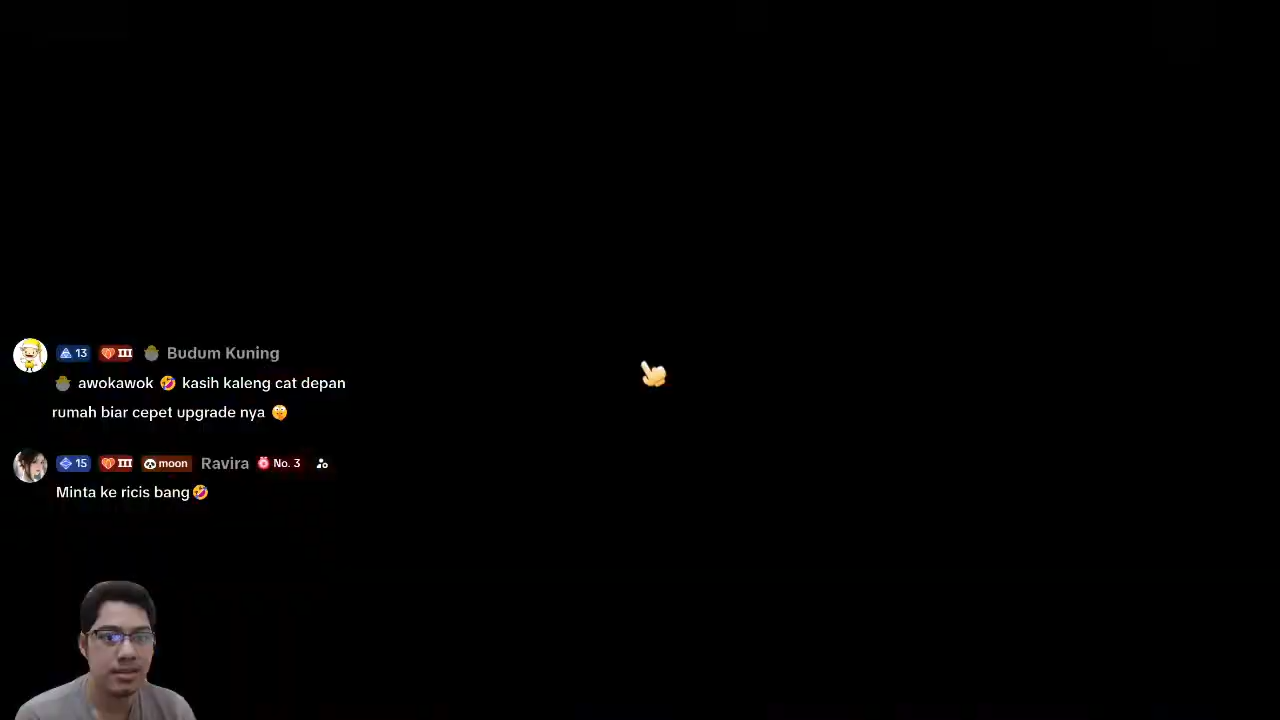 13 III Budum Kuning
awokawok 🤣 kasih kaleng cat depan
rumah biar cepet upgrade nya
15 III moon Ravira No. 3
Minta ke ricis bang🤣